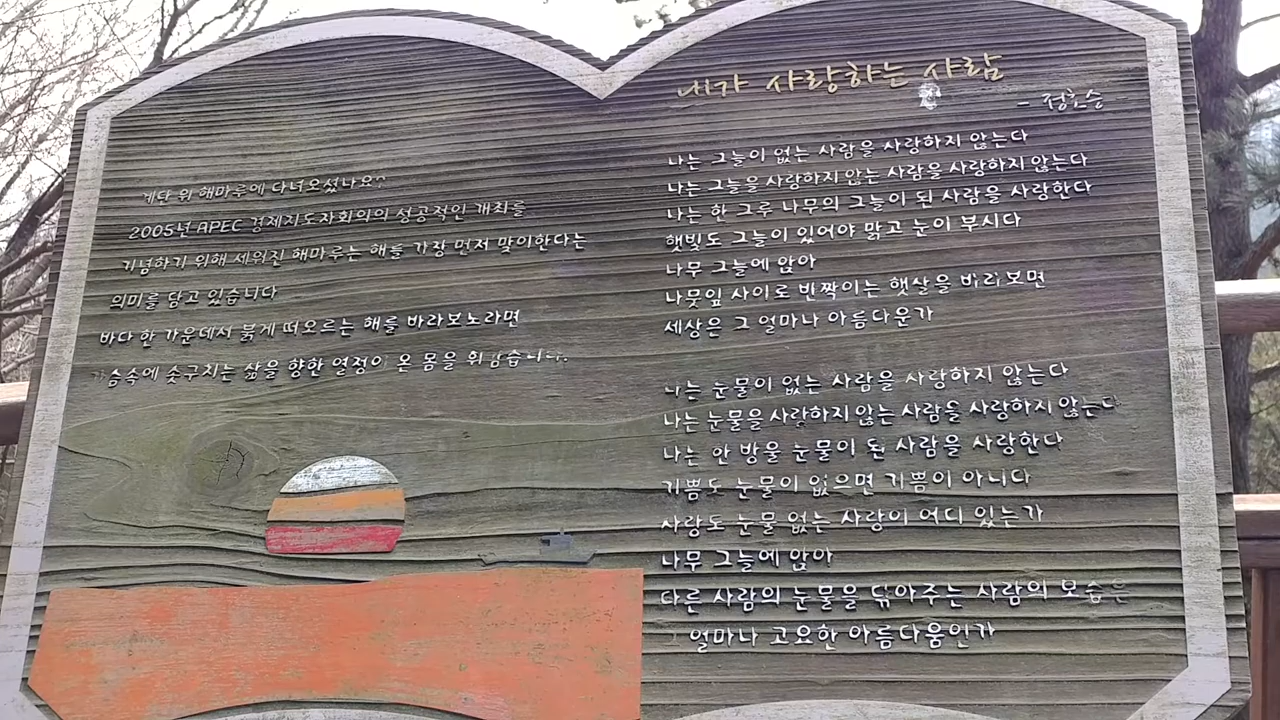 계단 위 해마루에 다녀오셨나요?
2005년 APEC 경제지도자회의의 성공적인 개최를
기념하기 위해 세워진 해마루는 해를 가장 먼저 맞이한다는
의미를 담고 있습니다
바다 한 가운데서 붉게 떠오르는 해를 바라보노라면
가슴속에 솟구치는 삶을 향한 열정이 온 몸을 휘감습니다.
내가 사랑하는 사람
- 정호승 -
나는 그늘이 없는 사람을 사랑하지 않는다
나는 그늘을 사랑하지 않는 사람을 사랑하지 않는다
나는 한 그루 나무의 그늘이 된 사람을 사랑한다
햇빛도 그늘이 있어야 맑고 눈이 부시다
나무 그늘에 앉아
나뭇잎 사이로 반짝이는 햇살을 바라보면
세상은 그 얼마나 아름다운가
나는 눈물이 없는 사람을 사랑하지 않는다
나는 눈물을 사랑하지 않는 사람을 사랑하지 않는다
나는 한 방울 눈물이 된 사람을 사랑한다
기쁨도 눈물이 없으면 기쁨이 아니다
사랑도 눈물 없는 사랑이 어디 있는가
나무 그늘에 앉아
다른 사람의 눈물을 닦아주는 사람의 모습은
얼마나 고요한 아름다움인가